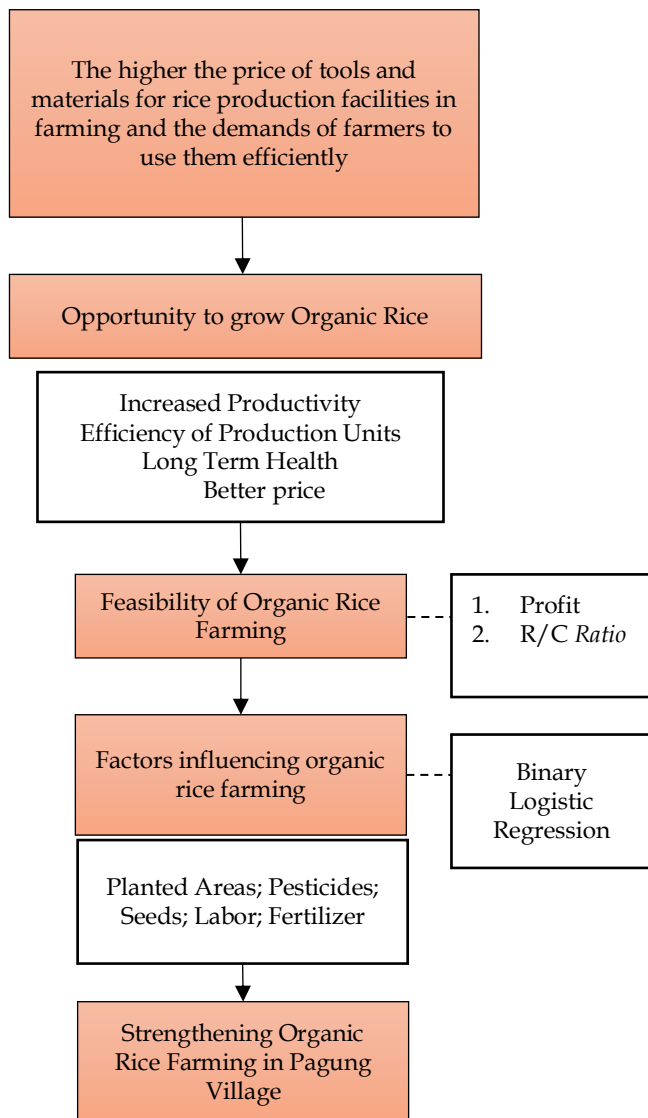 The higher the price of tools and
materials for rice production facilities in
farming and the demands of farmers to
use them efficiently
Opportunity to grow Organic Rice
Increased Productivity
Efficiency of Production Units
Long Term Health
Better price
Feasibility of Organic Rice
Farming
1. Profit
2. R/C Ratio
Factors influencing organic
rice farming
Binary
Logistic
Regression
Planted Areas; Pesticides;
Seeds; Labor; Fertilizer
Strengthening Organic
Rice Farming in Pagung
Village